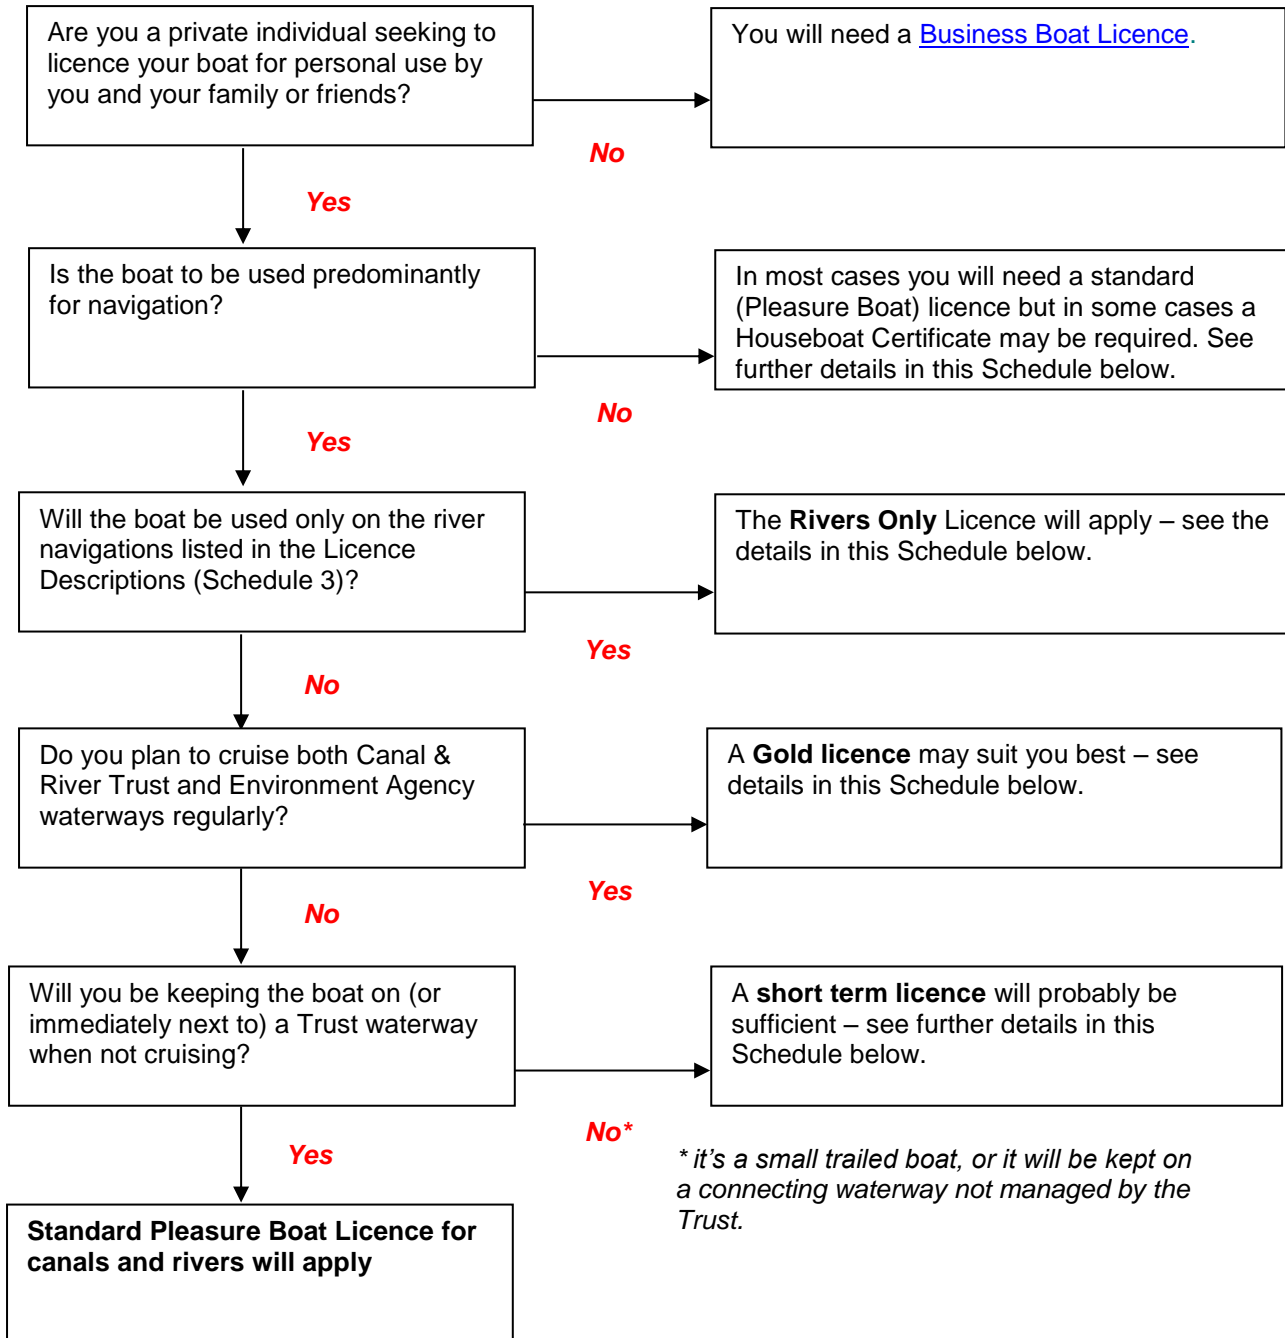 Are you a private individual seeking to
licence your boat for personal use by
you and your family or friends?
You will need a Business Boat Licence.
No
Yes
Is the boat to be used predominantly
for navigation?
In most cases you will need a standard
(Pleasure Boat) licence but in some cases a
Houseboat Certificate may be required. See
further details in this Schedule below.
No
Yes
Will the boat be used only on the river
navigations listed in the Licence
Descriptions (Schedule 3)?
The Rivers Only Licence will apply – see the
details in this Schedule below.
Yes
No
Do you plan to cruise both Canal &
River Trust and Environment Agency
waterways regularly?
A Gold licence may suit you best – see
details in this Schedule below.
Yes
No
Will you be keeping the boat on (or
immediately next to) a Trust waterway
when not cruising?
A short term licence will probably be
sufficient – see further details in this
Schedule below.
No*
Yes
* it's a small trailed boat, or it will be kept on
a connecting waterway not managed by the
Trust.
Standard Pleasure Boat Licence for
canals and rivers will apply